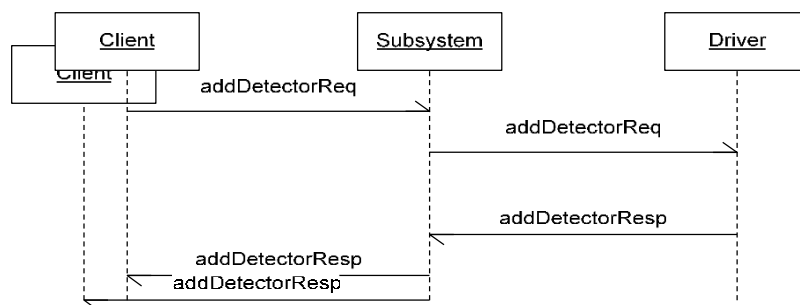 Client
Subsystem
Driver
Client
addDetectorReq
addDetectorReq
addDetectorResp
addDetectorResp
addDetectorResp